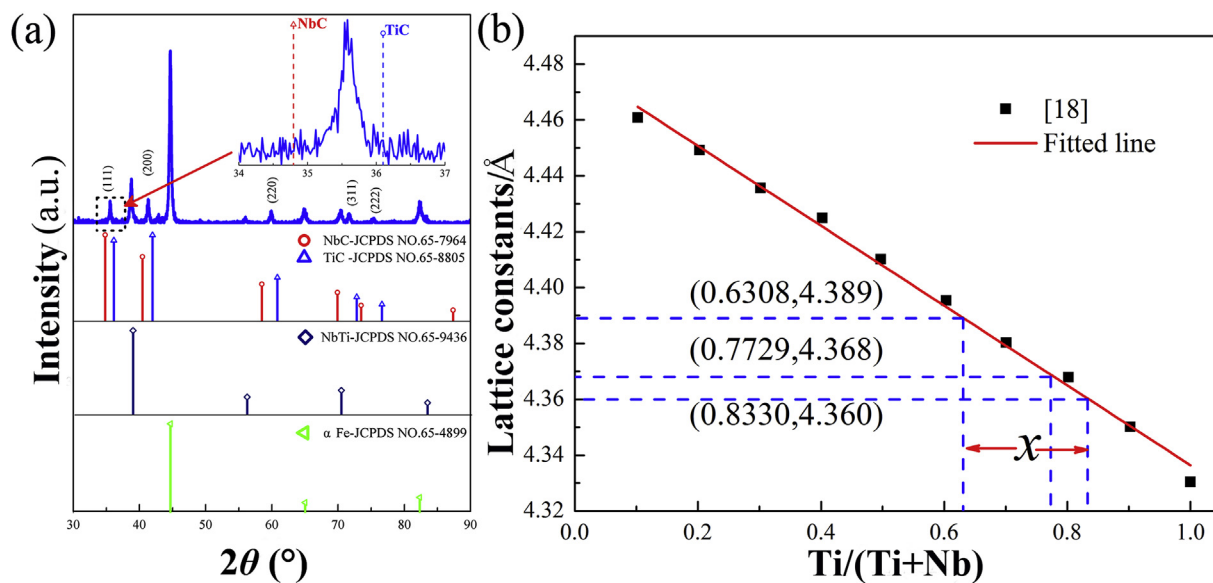 (a)
NbC
TiC
34
35
36
37
(111)
(200)
(220)
(311)
(222)
NbC-JCPDS NO.65-7964
TiC -JCPDS NO.65-8805
NbTi-JCPDS NO.65-9436
α Fe-JCPDS NO.65-4899
Intensity (a.u.)
30
40
50
60
70
80
90
2θ (°)
(b)
4.48
4.46
4.44
4.42
4.40
4.38
4.36
4.34
4.32
Lattice constants/Å
[18]
Fitted line
(0.6308,4.389)
(0.7729,4.368)
(0.8330,4.360)
x
0.0
0.2
0.4
0.6
0.8
1.0
Ti/(Ti+Nb)